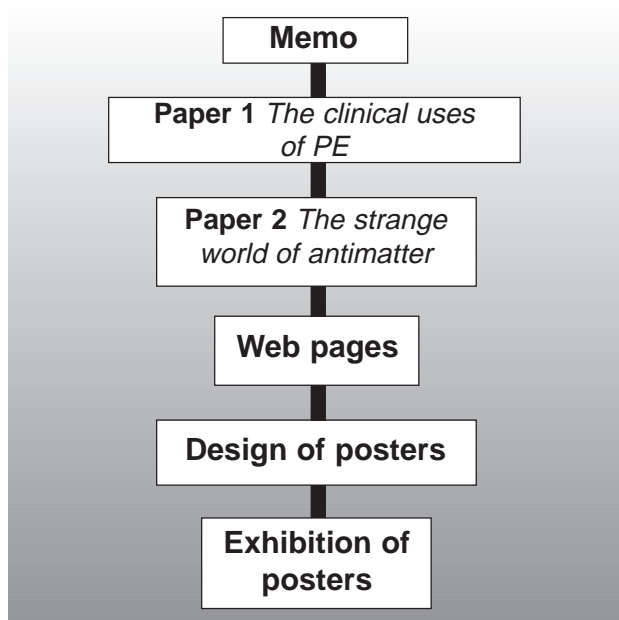 Memo
Paper 1 The clinical uses
of PE
Paper 2 The strange
world of antimatter
Web pages
Design of posters
Exhibition of
posters